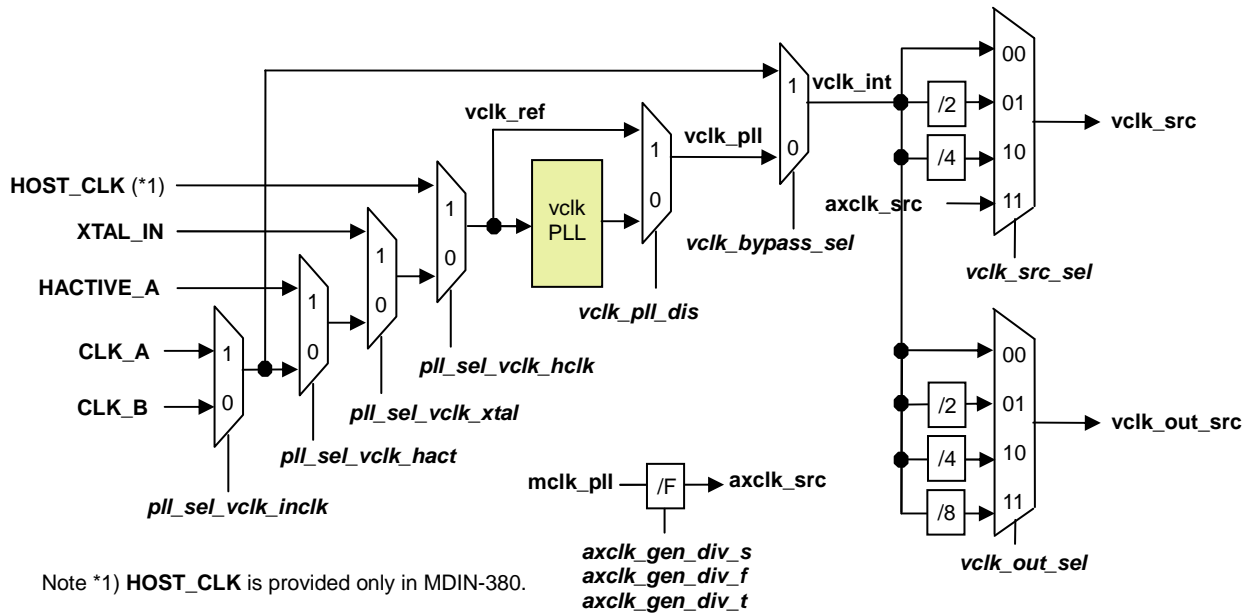 00
1
vclk_int
/2
01
vclk_ref
vclk_src
1
vclk_pll
0
/4
10
HOST_CLK (*1)
1
vclk
PLL
0
axclk_src
11
XTAL_IN
1
0
vclk_bypass_sel
HACTIVE_A
1
0
vclk_pll_dis
vclk_src_sel
CLK_A
1
0
pll_sel_vclk_hclk
00
CLK_B
0
pll_sel_vclk_xtal
/2
01
vclk_out_src
pll_sel_vclk_hact
/4
10
mclk_pll
/F
axclk_src
pll_sel_vclk_inclk
/8
11
axclk_gen_div_s
vclk_out_sel
Note *1) HOST_CLK is provided only in MDIN-380.
axclk_gen_div_f
axclk_gen_div_t